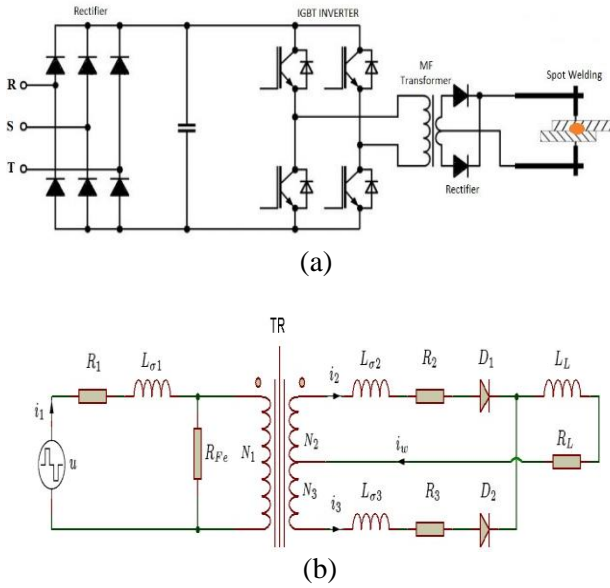 Rectifier
IGBT INVERTER
MF
Transformer
Spot Welding
R
S
T
Rectifier
(a)
TR
R1 Lσ1
i2 Lσ2 R2 D1 LL
i1
u
RFe
N1
N2
iw
RL
N3
i3 Lσ3 R3 D2
(b)